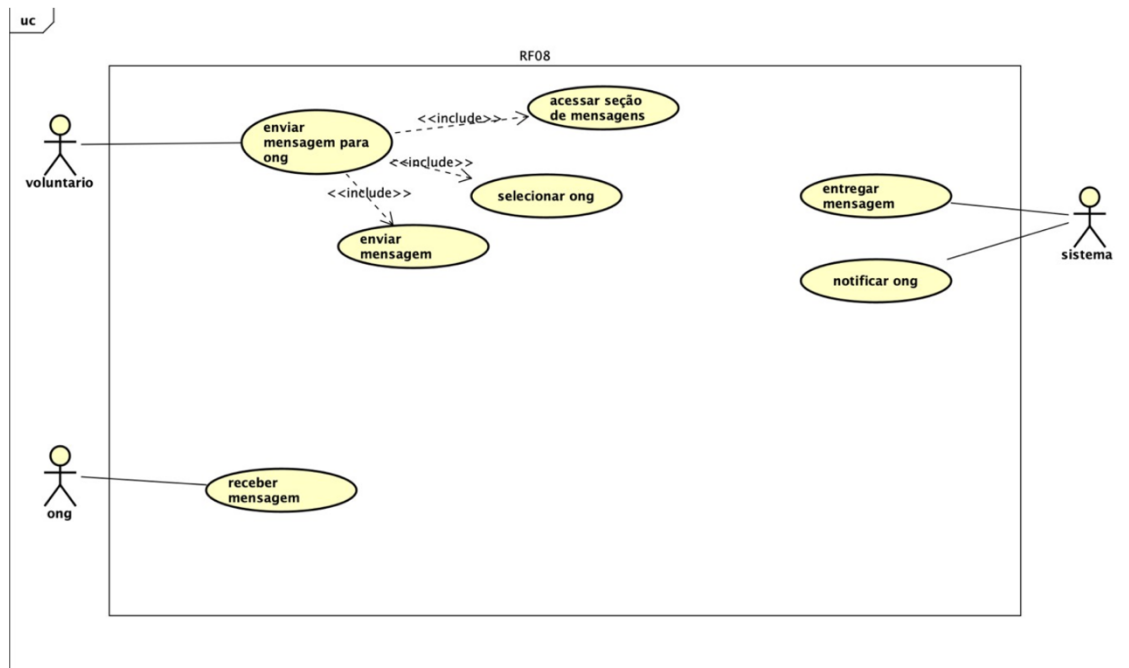 uc
RF08
acessar seção
de mensagens
<<include>>
enviar
mensagem para
ong
<<include>>
voluntario
<<include>>
selecionar ong
entregar
mensagem
enviar
mensagem
sistema
notificar ong
receber
mensagem
ong